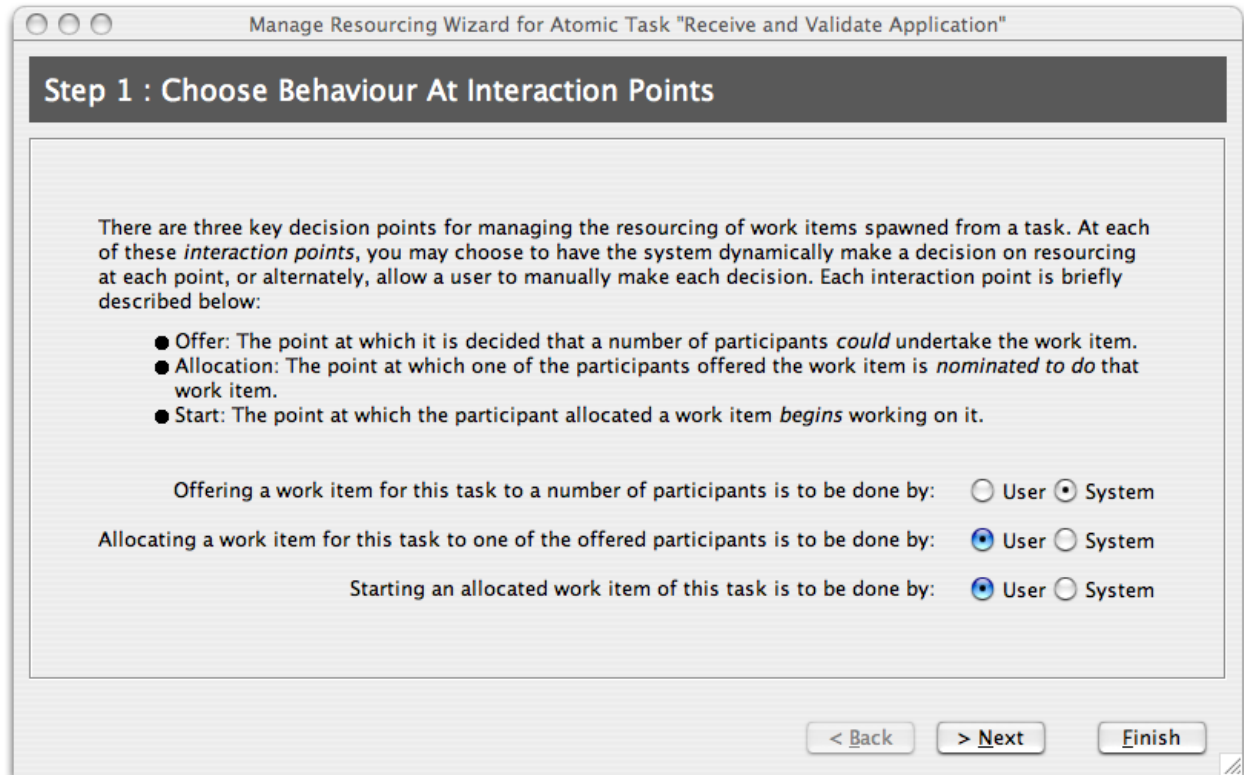 Manage Resourcing Wizard for Atomic Task "Receive and Validate Application"
Step 1 : Choose Behaviour At Interaction Points
There are three key decision points for managing the resourcing of work items spawned from a task. At each
of these interaction points, you may choose to have the system dynamically make a decision on resourcing
at each point, or alternately, allow a user to manually make each decision. Each interaction point is briefly
described below:
● Offer: The point at which it is decided that a number of participants could undertake the work item.
● Allocation: The point at which one of the participants offered the work item is nominated to do that
work item.
● Start: The point at which the participant allocated a work item begins working on it.
Offering a work item for this task to a number of participants is to be done by: User System
Allocating a work item for this task to one of the offered participants is to be done by: User System
Starting an allocated work item of this task is to be done by: User System
< Back > Next Finish